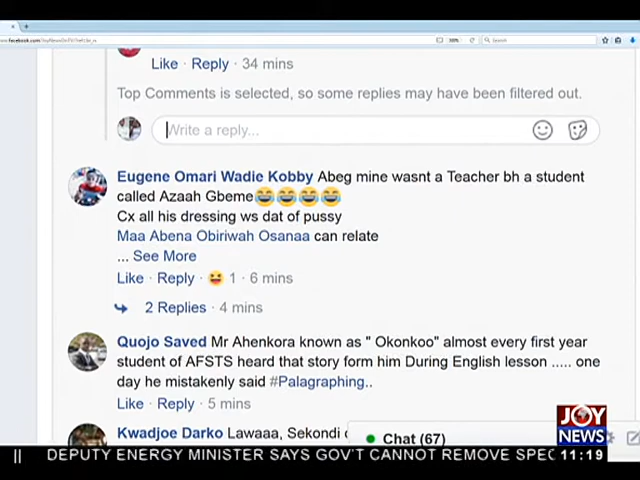 Search
Like · Reply · 34 mins
Top Comments is selected, so some replies may have been filtered out.
Write a reply...
Eugene Omari Wadie Kobby Abeg mine wasnt a Teacher bh a student
called Azaah Gbeme😂😂😂😂
Cx all his dressing ws dat of pussy
Maa Abena Obiriwah Osanaa can relate
... See More
Like · Reply · 😆 1 · 6 mins
2 Replies · 4 mins
Quojo Saved Mr Ahenkora known as " Okonkoo" almost every first year
student of AFSTS heard that story form him During English lesson ..... one
day he mistakenly said #Palagraphing..
Like · Reply · 5 mins
Kwadjoe Darko Lawaaa, Sekondi
Chat (67)
JOY
NEWS
|| DEPUTY ENERGY MINISTER SAYS GOV'T CANNOT REMOVE SPEC
11:19